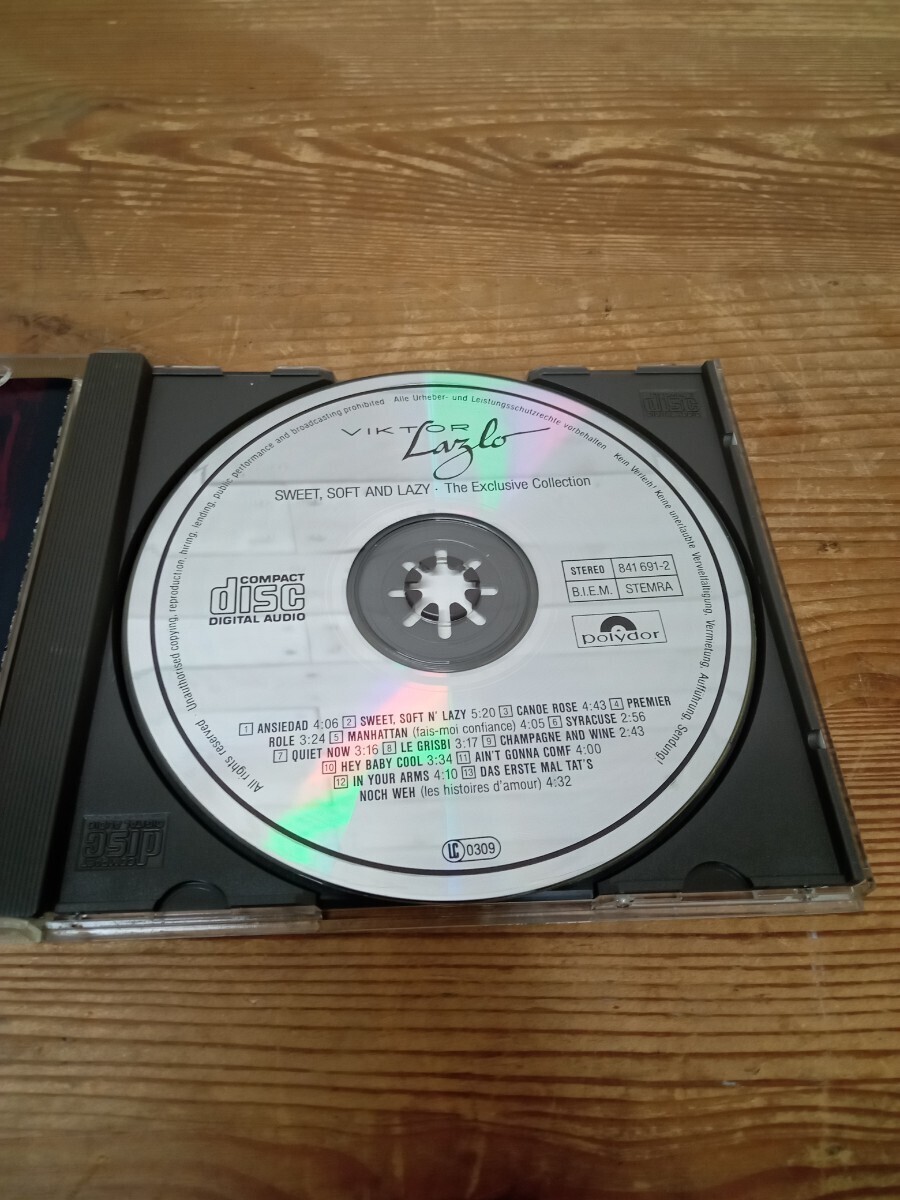 All rights reserved Unauthorised copying, reproduction, hiring, lending, public performance and broadcasting prohibited. Alle Urheber- und Leistungsschutzrechte vorbehalten Kein Verleih! Keine unerlaubte Vervielfältigung, Vermietung, Aufführung, Sendung!
VIKTOR
Lazlo
SWEET, SOFT AND LAZY · The Exclusive Collection
COMPACT
disc
DIGITAL AUDIO
STEREO 841 691-2
B.I.E.M. STEMRA
polydor
1 ANSIEDAD 4:06 2 SWEET, SOFT N' LAZY 5:20 3 CANOE ROSE 4:43 4 PREMIER
ROLE 3:24 5 MANHATTAN (fais-moi confiance) 4:05 6 SYRACUSE 2:56
7 QUIET NOW 3:16 8 LE GRISBI 3:17 9 CHAMPAGNE AND WINE 2:43
10 HEY BABY COOL 3:34 11 AIN'T GONNA COMF 4:00
12 IN YOUR ARMS 4:10 13 DAS ERSTE MAL TAT'S
NOCH WEH (les histoires d'amour) 4:32
LC 0309
disc
disc